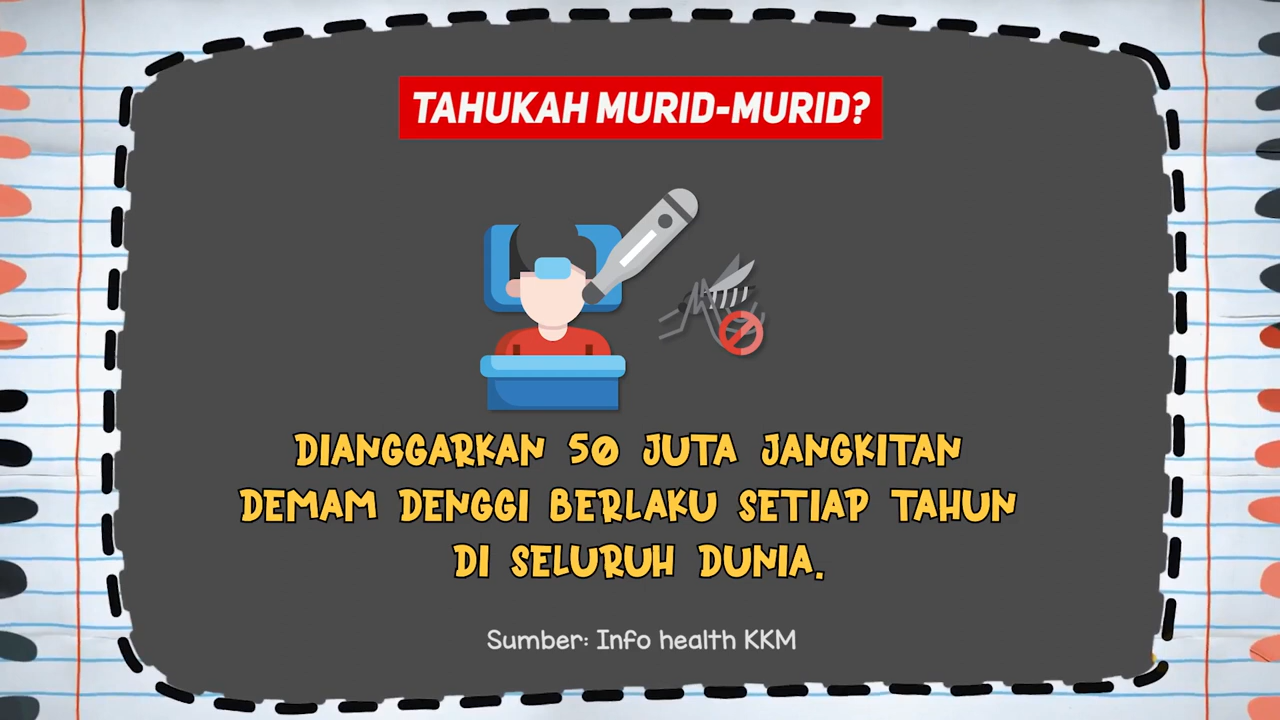 TAHUKAH MURID-MURID?
DIANGGARKAN 50 JUTA JANGKITAN
DEMAM DENGGI BERLAKU SETIAP TAHUN
DI SELURUH DUNIA.
Sumber: Info health KKM